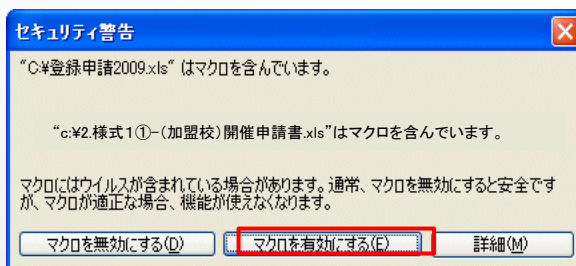 セキュリティ警告
"C:¥登録申請2009.xls" はマクロを含んでいます。
“c:¥2.様式1①-(加盟校)開催申請書.xls”はマクロを含んでいます。
マクロにはウイルスが含まれている場合があります。通常、マクロを無効にすると安全です
が、マクロが適正な場合、機能が使えなくなります。
マクロを無効にする(D) マクロを有効にする(E) 詳細(M)